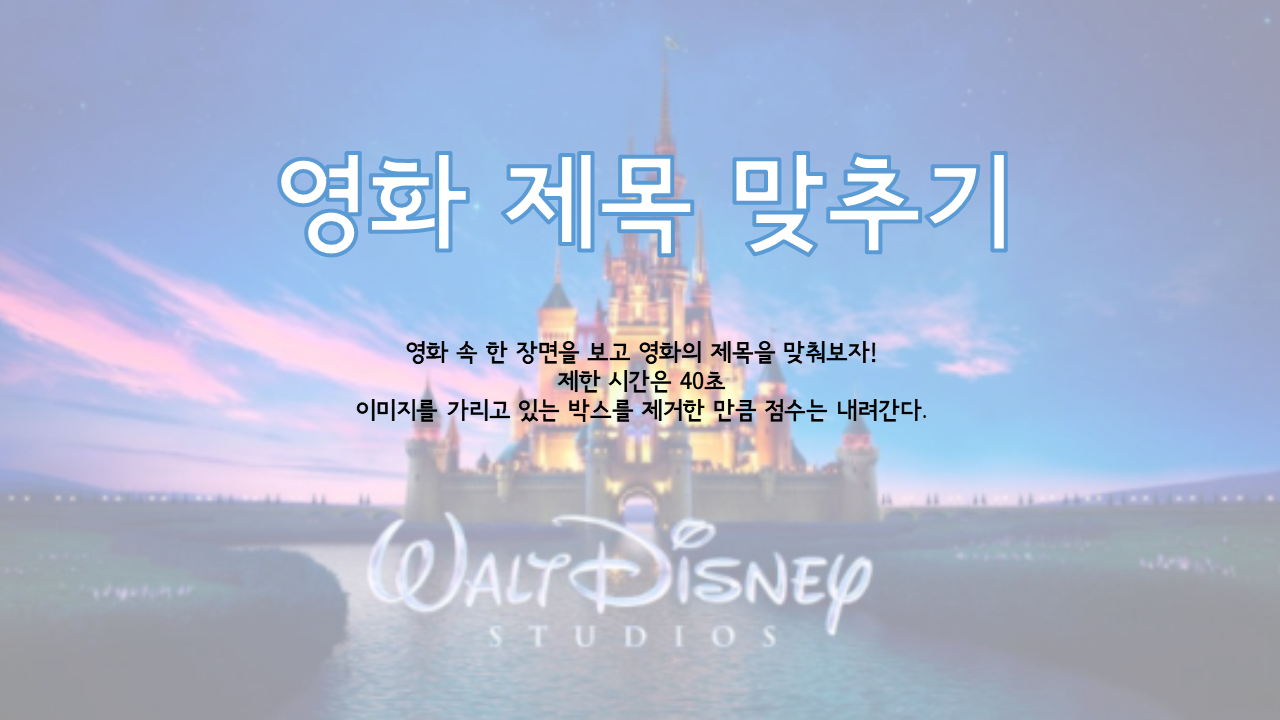 영화 제목 맞추기
영화 속 한 장면을 보고 영화의 제목을 맞춰보자!
제한 시간은 40초
이미지를 가리고 있는 박스를 제거한 만큼 점수는 내려간다.
WALT DISNEY
STUDIOS